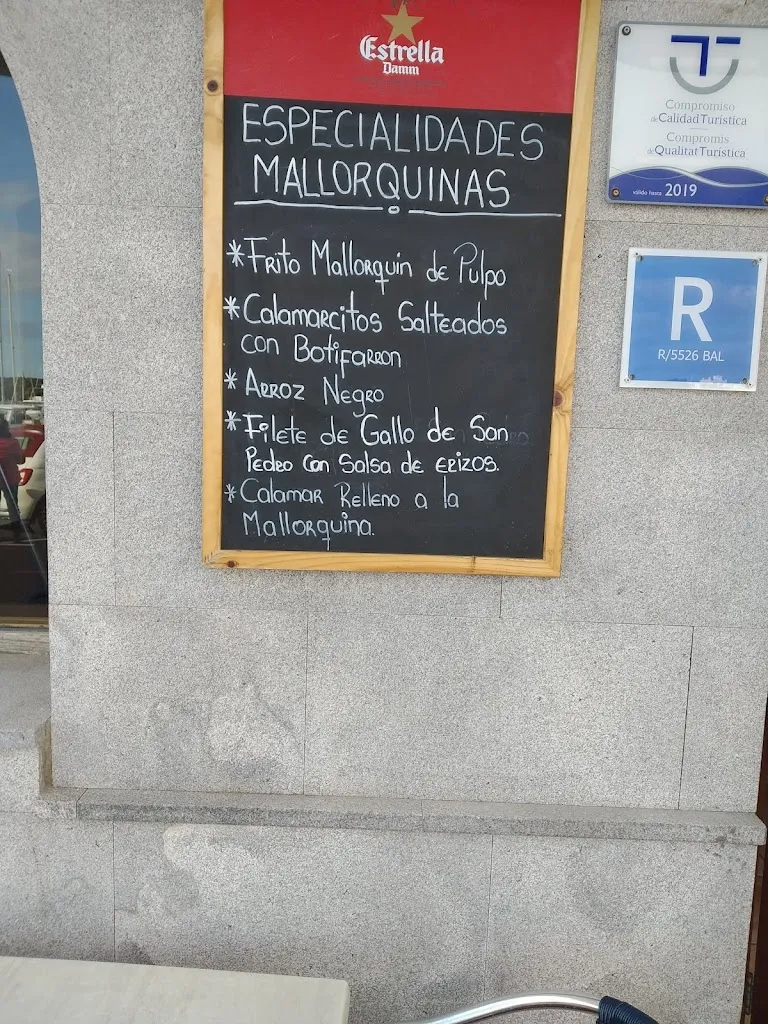 Estrella
Damm
ESPECIALIDADES
MALLORQUINAS
*Frito Mallorquin de Pulpo
*Calamarcitos Salteados
con Botifarron
*Arroz Negro
*Filete de Gallo de San
Pedro con Salsa de erizos.
*Calamar Relleno a la
Mallorquina.
Compromiso
de Calidad Turística
Compromís
de Qualitat Turística
válido hasta 2019
R
R/5526 BAL